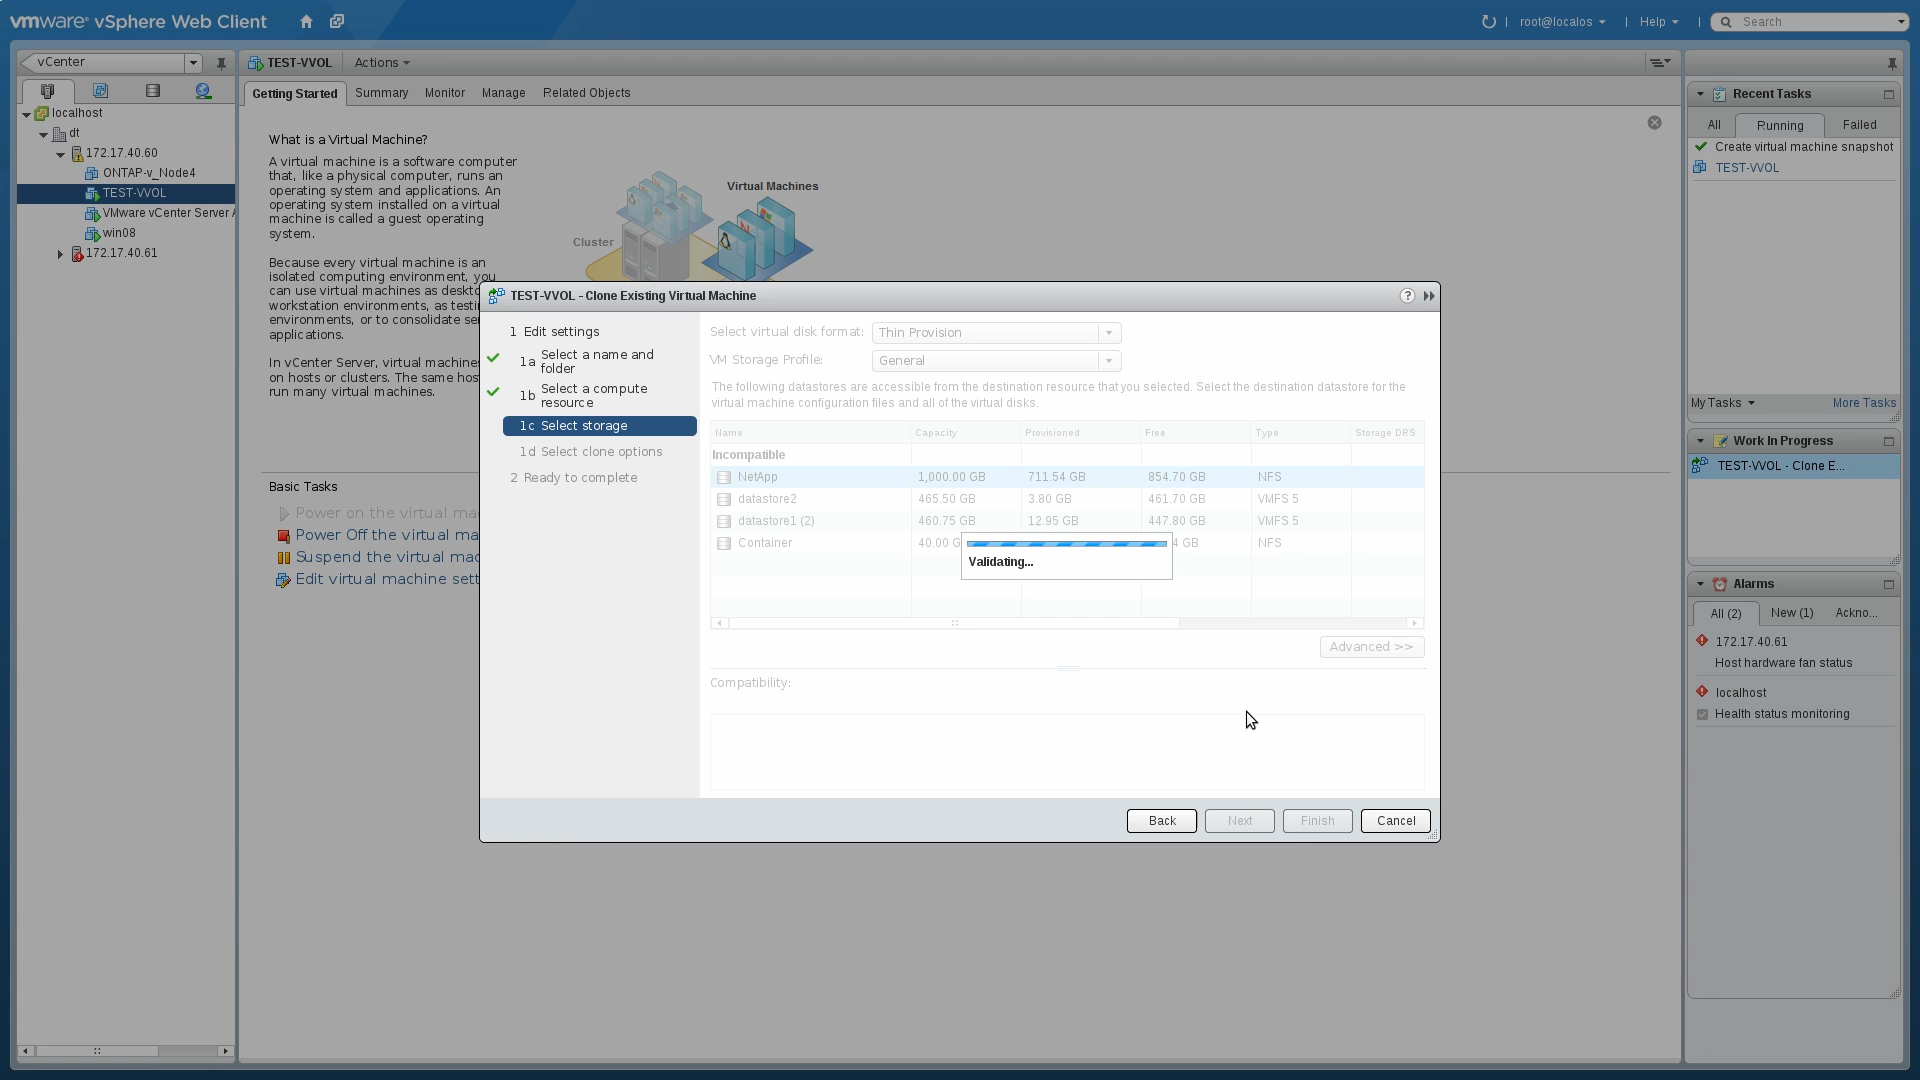 vmware vSphere Web Client
root@localos
Help
Search
vCenter
localhost
dt
172.17.40.60
ONTAP-v_Node4
TEST-VVOL
VMware vCenter Server
win08
172.17.40.61
TEST-VVOL
Actions
Getting Started
Summary
Monitor
Manage
Related Objects
What is a Virtual Machine?
A virtual machine is a software computer
that, like a physical computer, runs an
operating system and applications. An
operating system installed on a virtual
machine is called a guest operating
system.
Because every virtual machine is an
isolated computing environment, you
can use virtual machines as
workstation environments, as
environments, or to consolidate
applications.
In vCenter Server, virtual machines
on hosts or clusters. The same
run many virtual machines.
Virtual Machines
Cluster
Basic Tasks
Power on the virtual
Power Off the virtual
Suspend the virtual
Edit virtual machine
TEST-VVOL - Clone Existing Virtual Machine
1 Edit settings
1a Select a name and
folder
1b Select a compute
resource
1c Select storage
1d Select clone options
2 Ready to complete
Select virtual disk format: Thin Provision
VM Storage Profile: General
The following datastores are accessible from the destination resource that you selected. Select the destination datastore for the
virtual machine configuration files and all of the virtual disks.
Name Capacity Provisioned Free Type Storage DRS
Incompatible
NetApp 1,000.00 GB 711.54 GB 854.70 GB NFS
datastore2 465.50 GB 3.80 GB 461.70 GB VMFS 5
datastore1 (2) 460.75 GB 12.95 GB 447.80 GB VMFS 5
Container 40.00 G 4 GB NFS
Validating...
Advanced >>
Compatibility:
Back
Next
Finish
Cancel
Recent Tasks
All
Running
Failed
Create virtual machine snapshot
TEST-VVOL
My Tasks
More Tasks
Work In Progress
TEST-VVOL - Clone E...
Alarms
All (2)
New (1)
Ackno...
172.17.40.61
Host hardware fan status
localhost
Health status monitoring